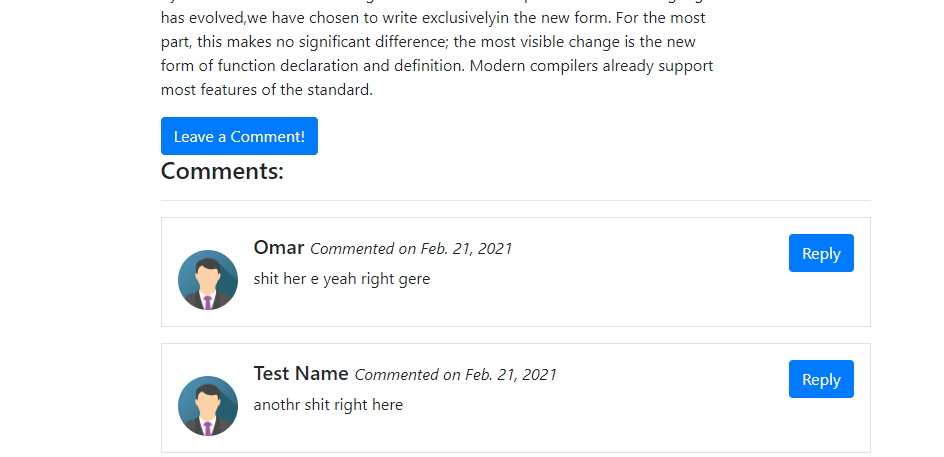 has evolved,we have chosen to write exclusivelyin the new form. For the most
part, this makes no significant difference; the most visible change is the new
form of function declaration and definition. Modern compilers already support
most features of the standard.
Leave a Comment!
Comments:
Omar Commented on Feb. 21, 2021
Reply
shit her e yeah right gere
Test Name Commented on Feb. 21, 2021
Reply
anothr shit right here